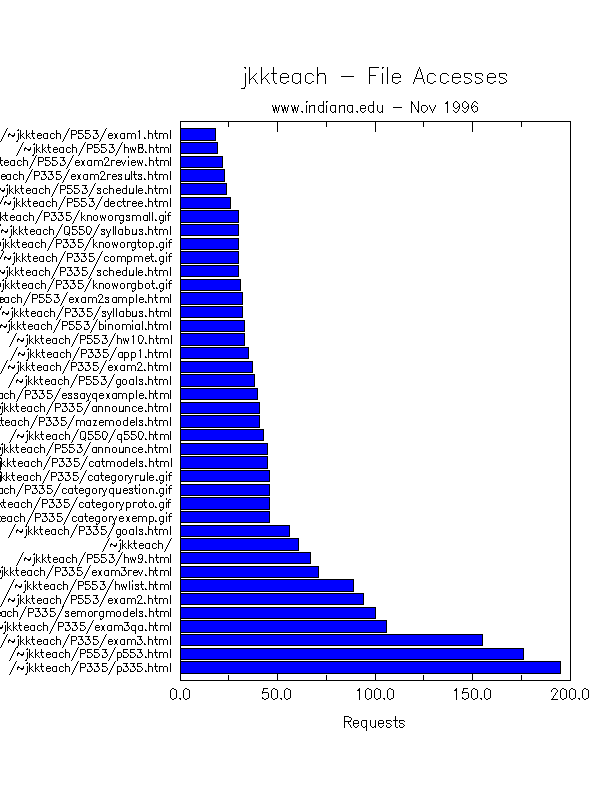 jkkteach – File Accesses
www.indiana.edu – Nov 1996
/~jkkteach/P553/exam1.html
/~jkkteach/P553/hw8.html
teach/P553/exam2review.html
each/P335/exam2results.html
~jkkteach/P553/schedule.html
/~jkkteach/P553/dectree.html
kteach/P335/knoworgsmall.gif
/~jkkteach/Q550/syllabus.html
jkkteach/P335/knoworgtop.gif
/~jkkteach/P335/compmet.gif
~jkkteach/P335/schedule.html
jkkteach/P335/knoworgbot.gif
each/P553/exam2sample.html
/~jkkteach/P335/syllabus.html
~jkkteach/P553/binomial.html
/~jkkteach/P553/hw10.html
/~jkkteach/P335/app1.html
/~jkkteach/P335/exam2.html
/~jkkteach/P553/goals.html
ach/P335/essayqexample.html
jkkteach/P335/announce.html
teach/P335/mazemodels.html
/~jkkteach/Q550/q550.html
jkkteach/P553/announce.html
kkteach/P335/catmodels.html
kkteach/P335/categoryrule.gif
ach/P335/categoryquestion.gif
kteach/P335/categoryproto.gif
teach/P335/categoryexemp.gif
/~jkkteach/P335/goals.html
/~jkkteach/
/~jkkteach/P553/hw9.html
jkkteach/P335/exam3rev.html
/~jkkteach/P553/hwlist.html
/~jkkteach/P553/exam2.html
ach/P335/semorgmodels.html
~jkkteach/P335/exam3qa.html
/~jkkteach/P335/exam3.html
/~jkkteach/P553/p553.html
/~jkkteach/P335/p335.html
0.0 50.0 100.0 150.0 200.0
Requests